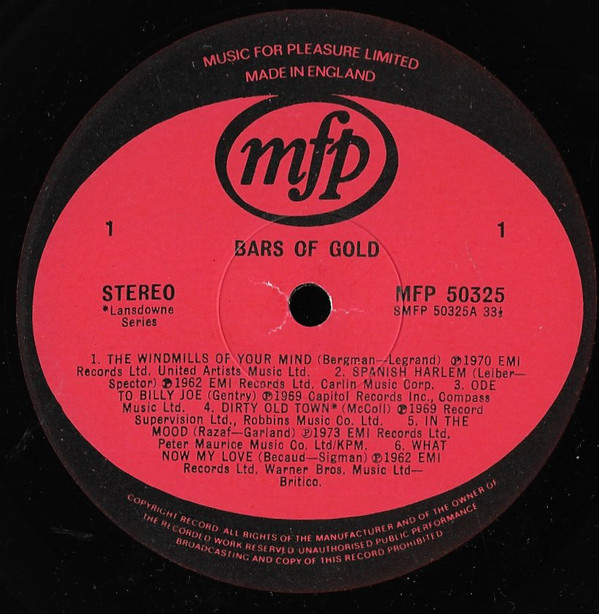 MUSIC FOR PLEASURE LIMITED
MADE IN ENGLAND
mfp
1 1
BARS OF GOLD
STEREO MFP 50325
*Lansdowne SMFP 50325A 33⅓
Series
1. THE WINDMILLS OF YOUR MIND (Bergman—Legrand) ℗1970 EMI
Records Ltd, United Artists Music Ltd. 2. SPANISH HARLEM (Leiber—
Spector) ℗1962 EMI Records Ltd, Carlin Music Corp. 3. ODE
TO BILLY JOE (Gentry) ℗1969 Capitol Records Inc., Compass
Music Ltd. 4. DIRTY OLD TOWN* (McColl) ℗1969 Record
Supervision Ltd., Robbins Music Co. Ltd. 5. IN THE
MOOD (Razaf—Garland) ℗1973 EMI Records Ltd,
Peter Maurice Music Co. Ltd/KPM. 6. WHAT
NOW MY LOVE (Becaud—Sigman) ℗1962 EMI
Records Ltd, Warner Bros. Music Ltd—
Britico.
COPYRIGHT RECORD ALL RIGHTS OF THE MANUFACTURER AND OF THE OWNER OF
THE RECORDED WORK RESERVED UNAUTHORISED PUBLIC PERFORMANCE
BROADCASTING AND COPY OF THIS RECORD PROHIBITED